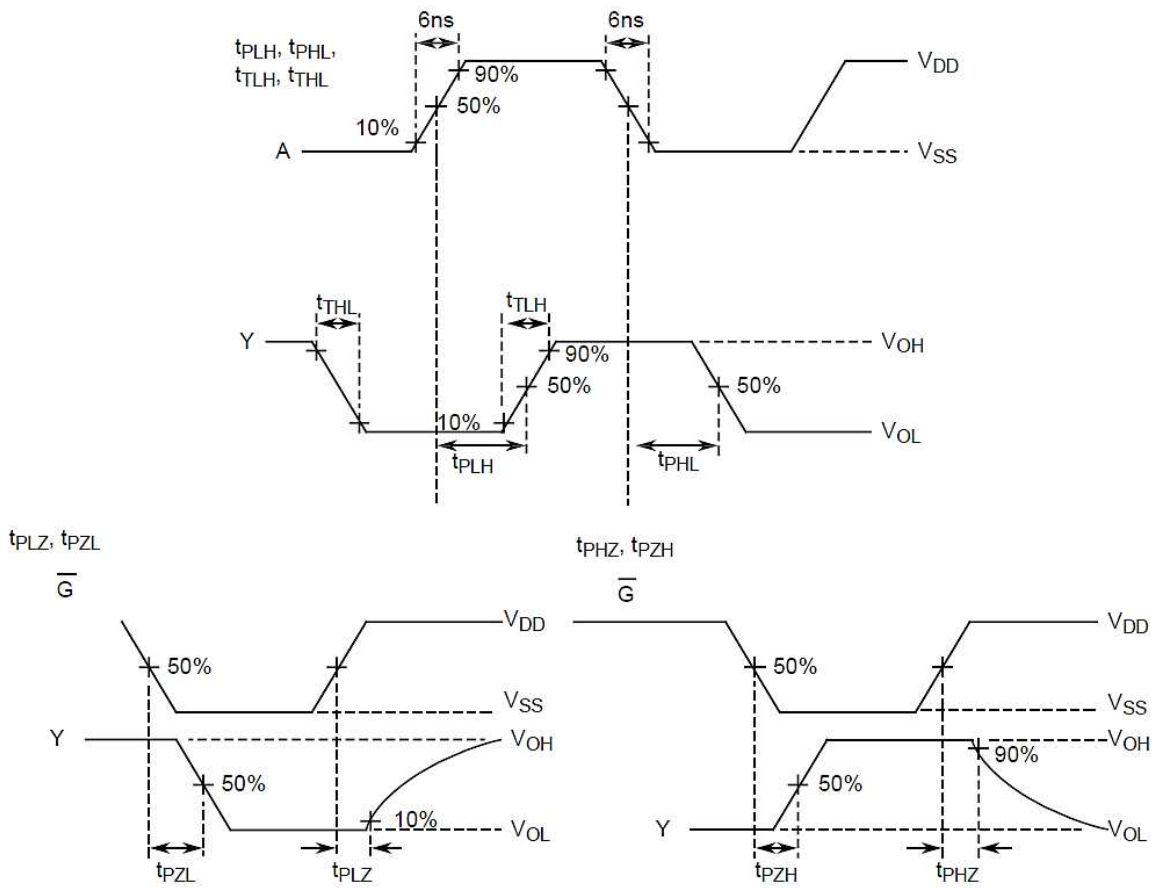 6ns 6ns
tPLH, tPHL,
tTLH, tTHL
VDD
90%
50%
10%
A
VSS
tTHL tTLH
Y
VOH
90%
50% 50%
10%
VOL
tPLH tPHL
tPLZ, tPZL
G
VDD
50%
VSS
Y
VOH
50%
10%
VOL
tPZL tPLZ
tPHZ, tPZH
G
VDD
50%
VSS
VOH
90%
50%
Y
VOL
tPZH tPHZ